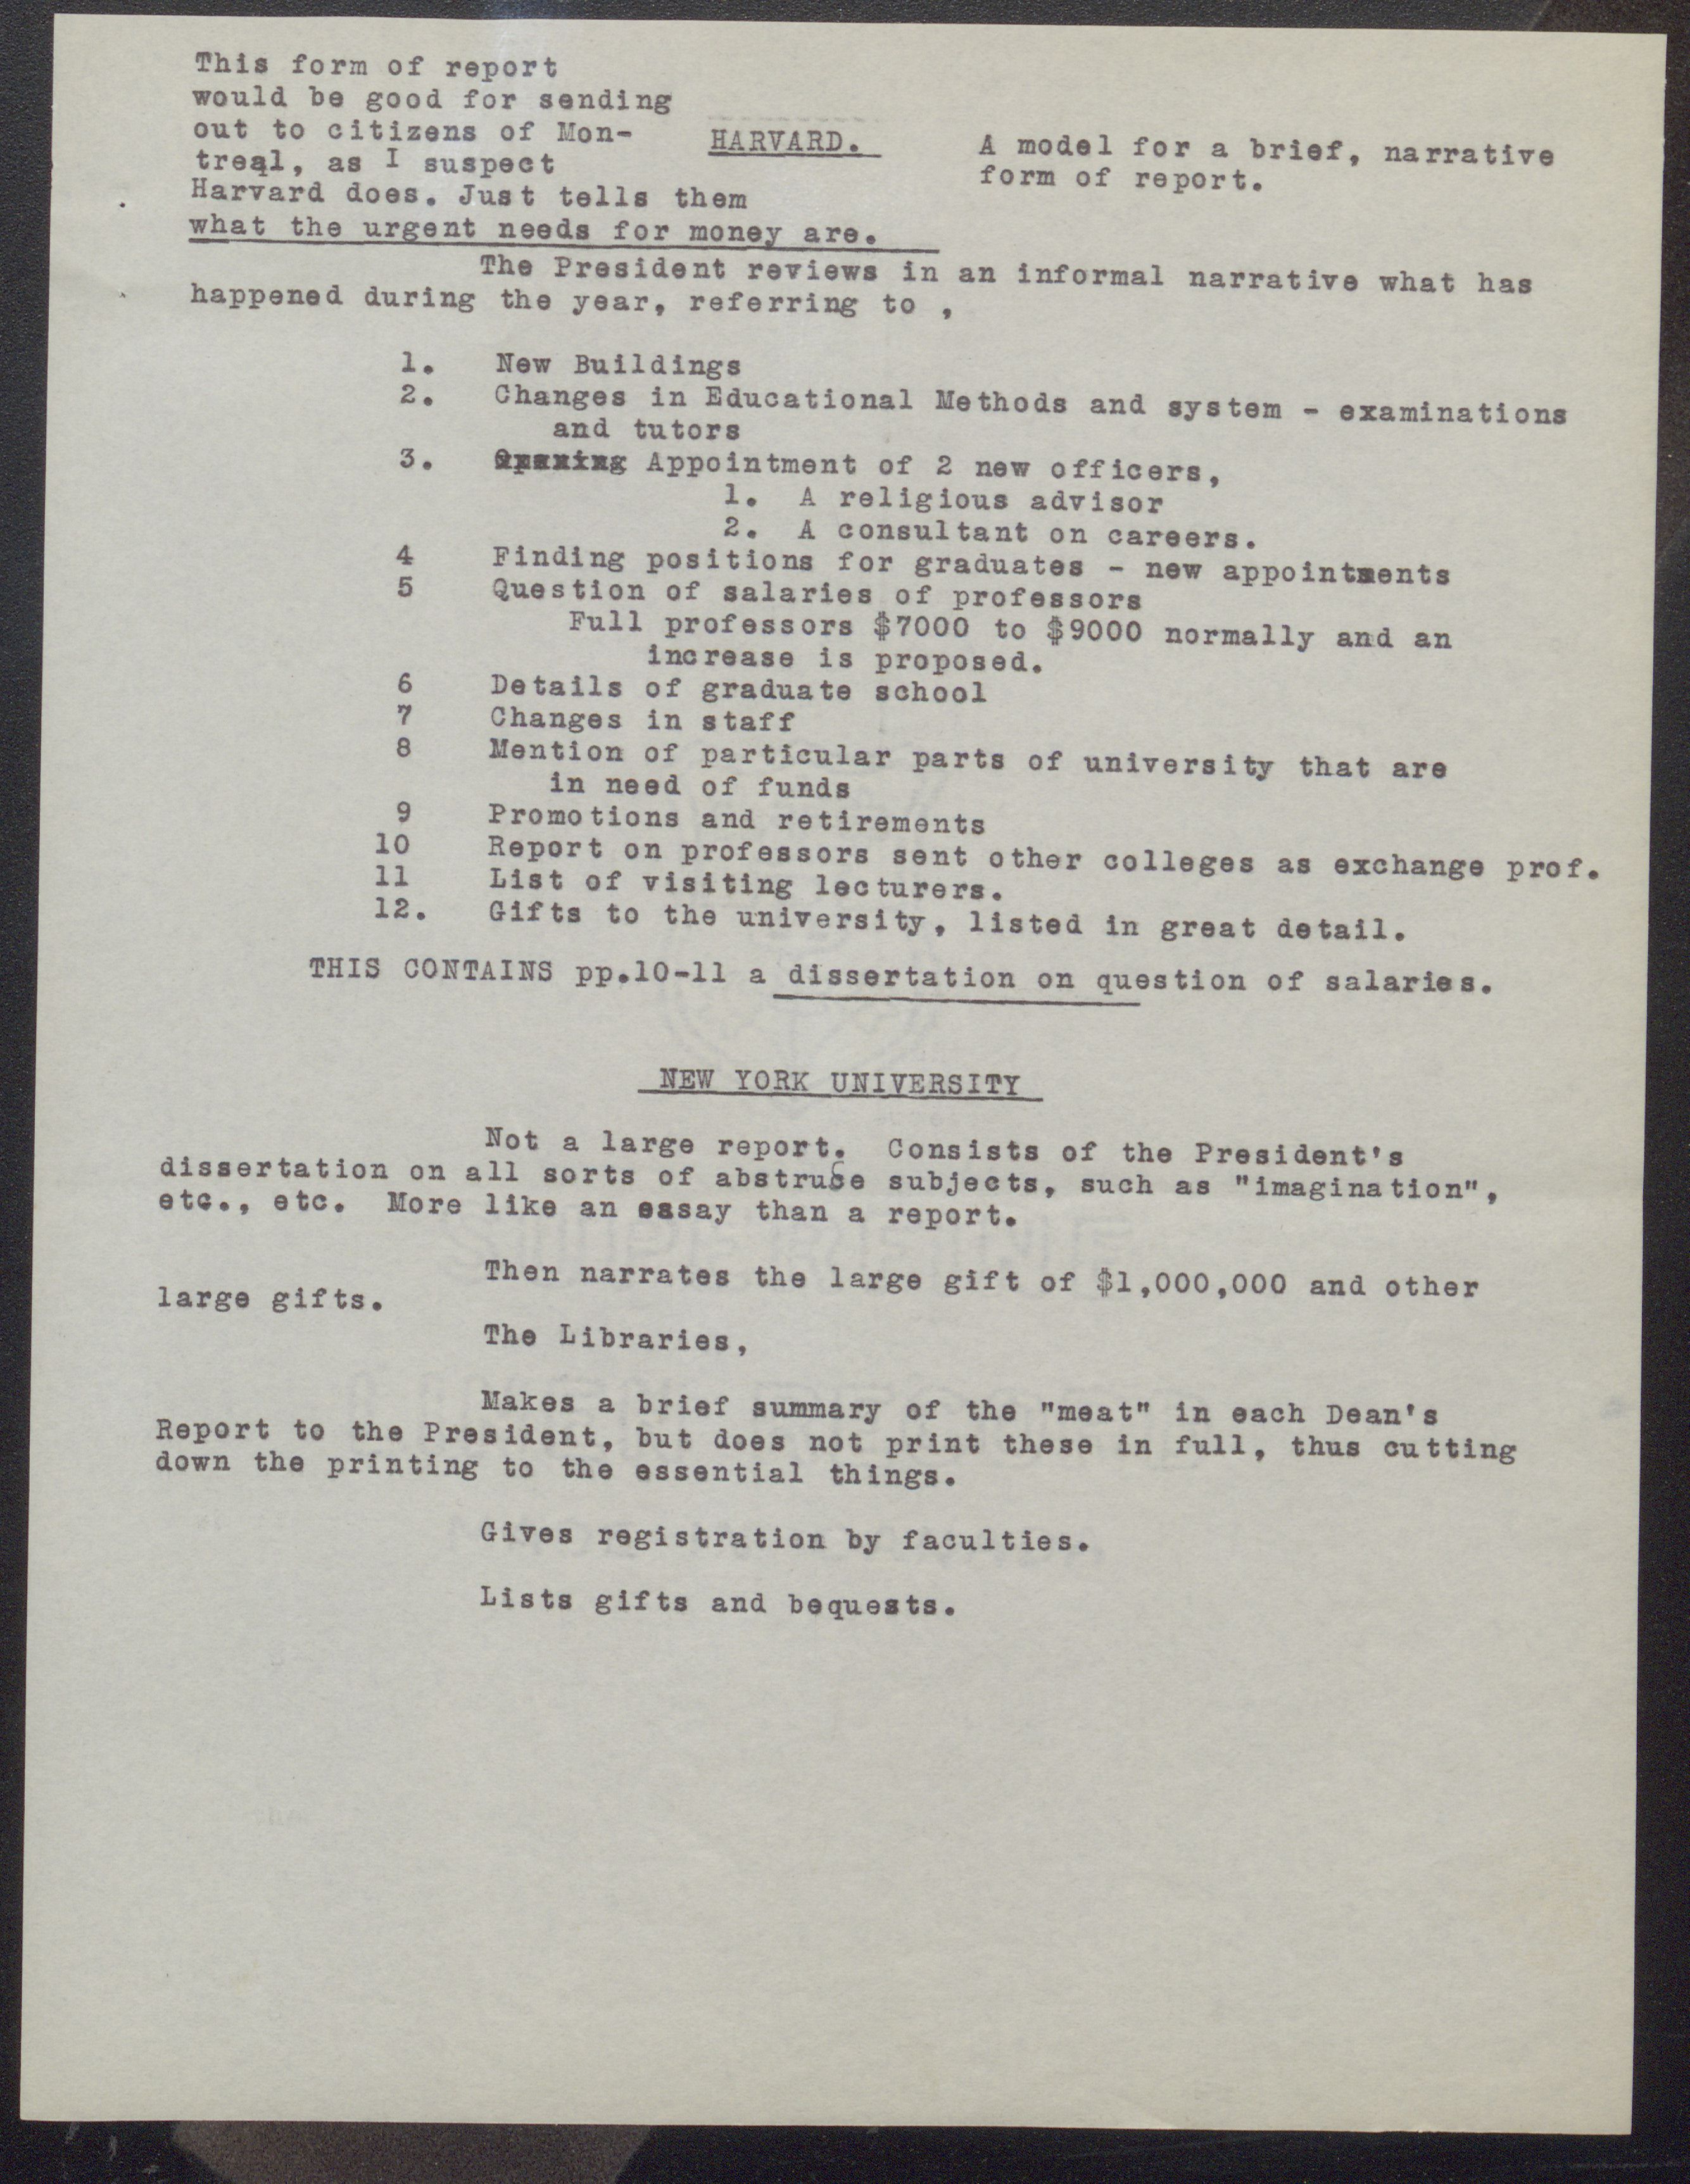 This form of report
would be good for sending
out to citizens of Mon-
treal, as I suspect
Harvard does. Just tells them
what the urgent needs for money are.
HARVARD.
A model for a brief, narrative
form of report.
The President reviews in an informal narrative what has
happened during the year, referring to ,
1. New Buildings
2. Changes in Educational Methods and system - examinations
and tutors
3. Appointment of 2 new officers,
1. A religious advisor
2. A consultant on careers.
4 Finding positions for graduates - new appointments
5 Question of salaries of professors
Full professors $7000 to $9000 normally and an
increase is proposed.
6 Details of graduate school
7 Changes in staff
8 Mention of particular parts of university that are
in need of funds
9 Promotions and retirements
10 Report on professors sent other colleges as exchange prof.
11 List of visiting lecturers.
12. Gifts to the university, listed in great detail.
THIS CONTAINS pp.10-11 a dissertation on question of salaries.
NEW YORK UNIVERSITY
Not a large report. Consists of the President's
dissertation on all sorts of abstruse subjects, such as "imagination",
etc., etc. More like an essay than a report.
Then narrates the large gift of $1,000,000 and other
large gifts.
The Libraries,
Makes a brief summary of the "meat" in each Dean's
Report to the President, but does not print these in full, thus cutting
down the printing to the essential things.
Gives registration by faculties.
Lists gifts and bequests.